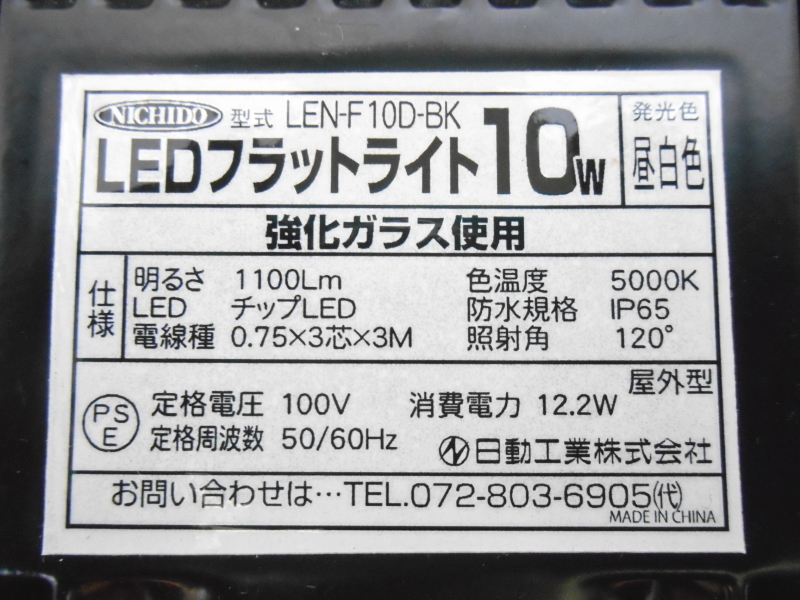 NICHIDO 型式 LEN-F10D-BK
LEDフラットライト 10W
発光色
昼白色
強化ガラス使用
仕様
明るさ 1100Lm 色温度 5000K
LED チップLED 防水規格 IP65
電線種 0.75×3芯×3M 照射角 120°
屋外型
PS
E
定格電圧 100V 消費電力 12.2W
定格周波数 50/60Hz 日動工業株式会社
お問い合わせは…TEL.072-803-6905㈹
MADE IN CHINA